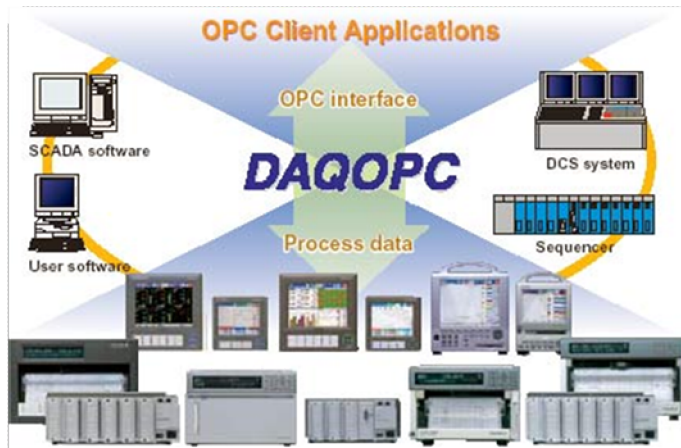 OPC Client Applications
OPC interface
SCADA software
DCS system
DAQOPC
User software
Process data
Sequencer